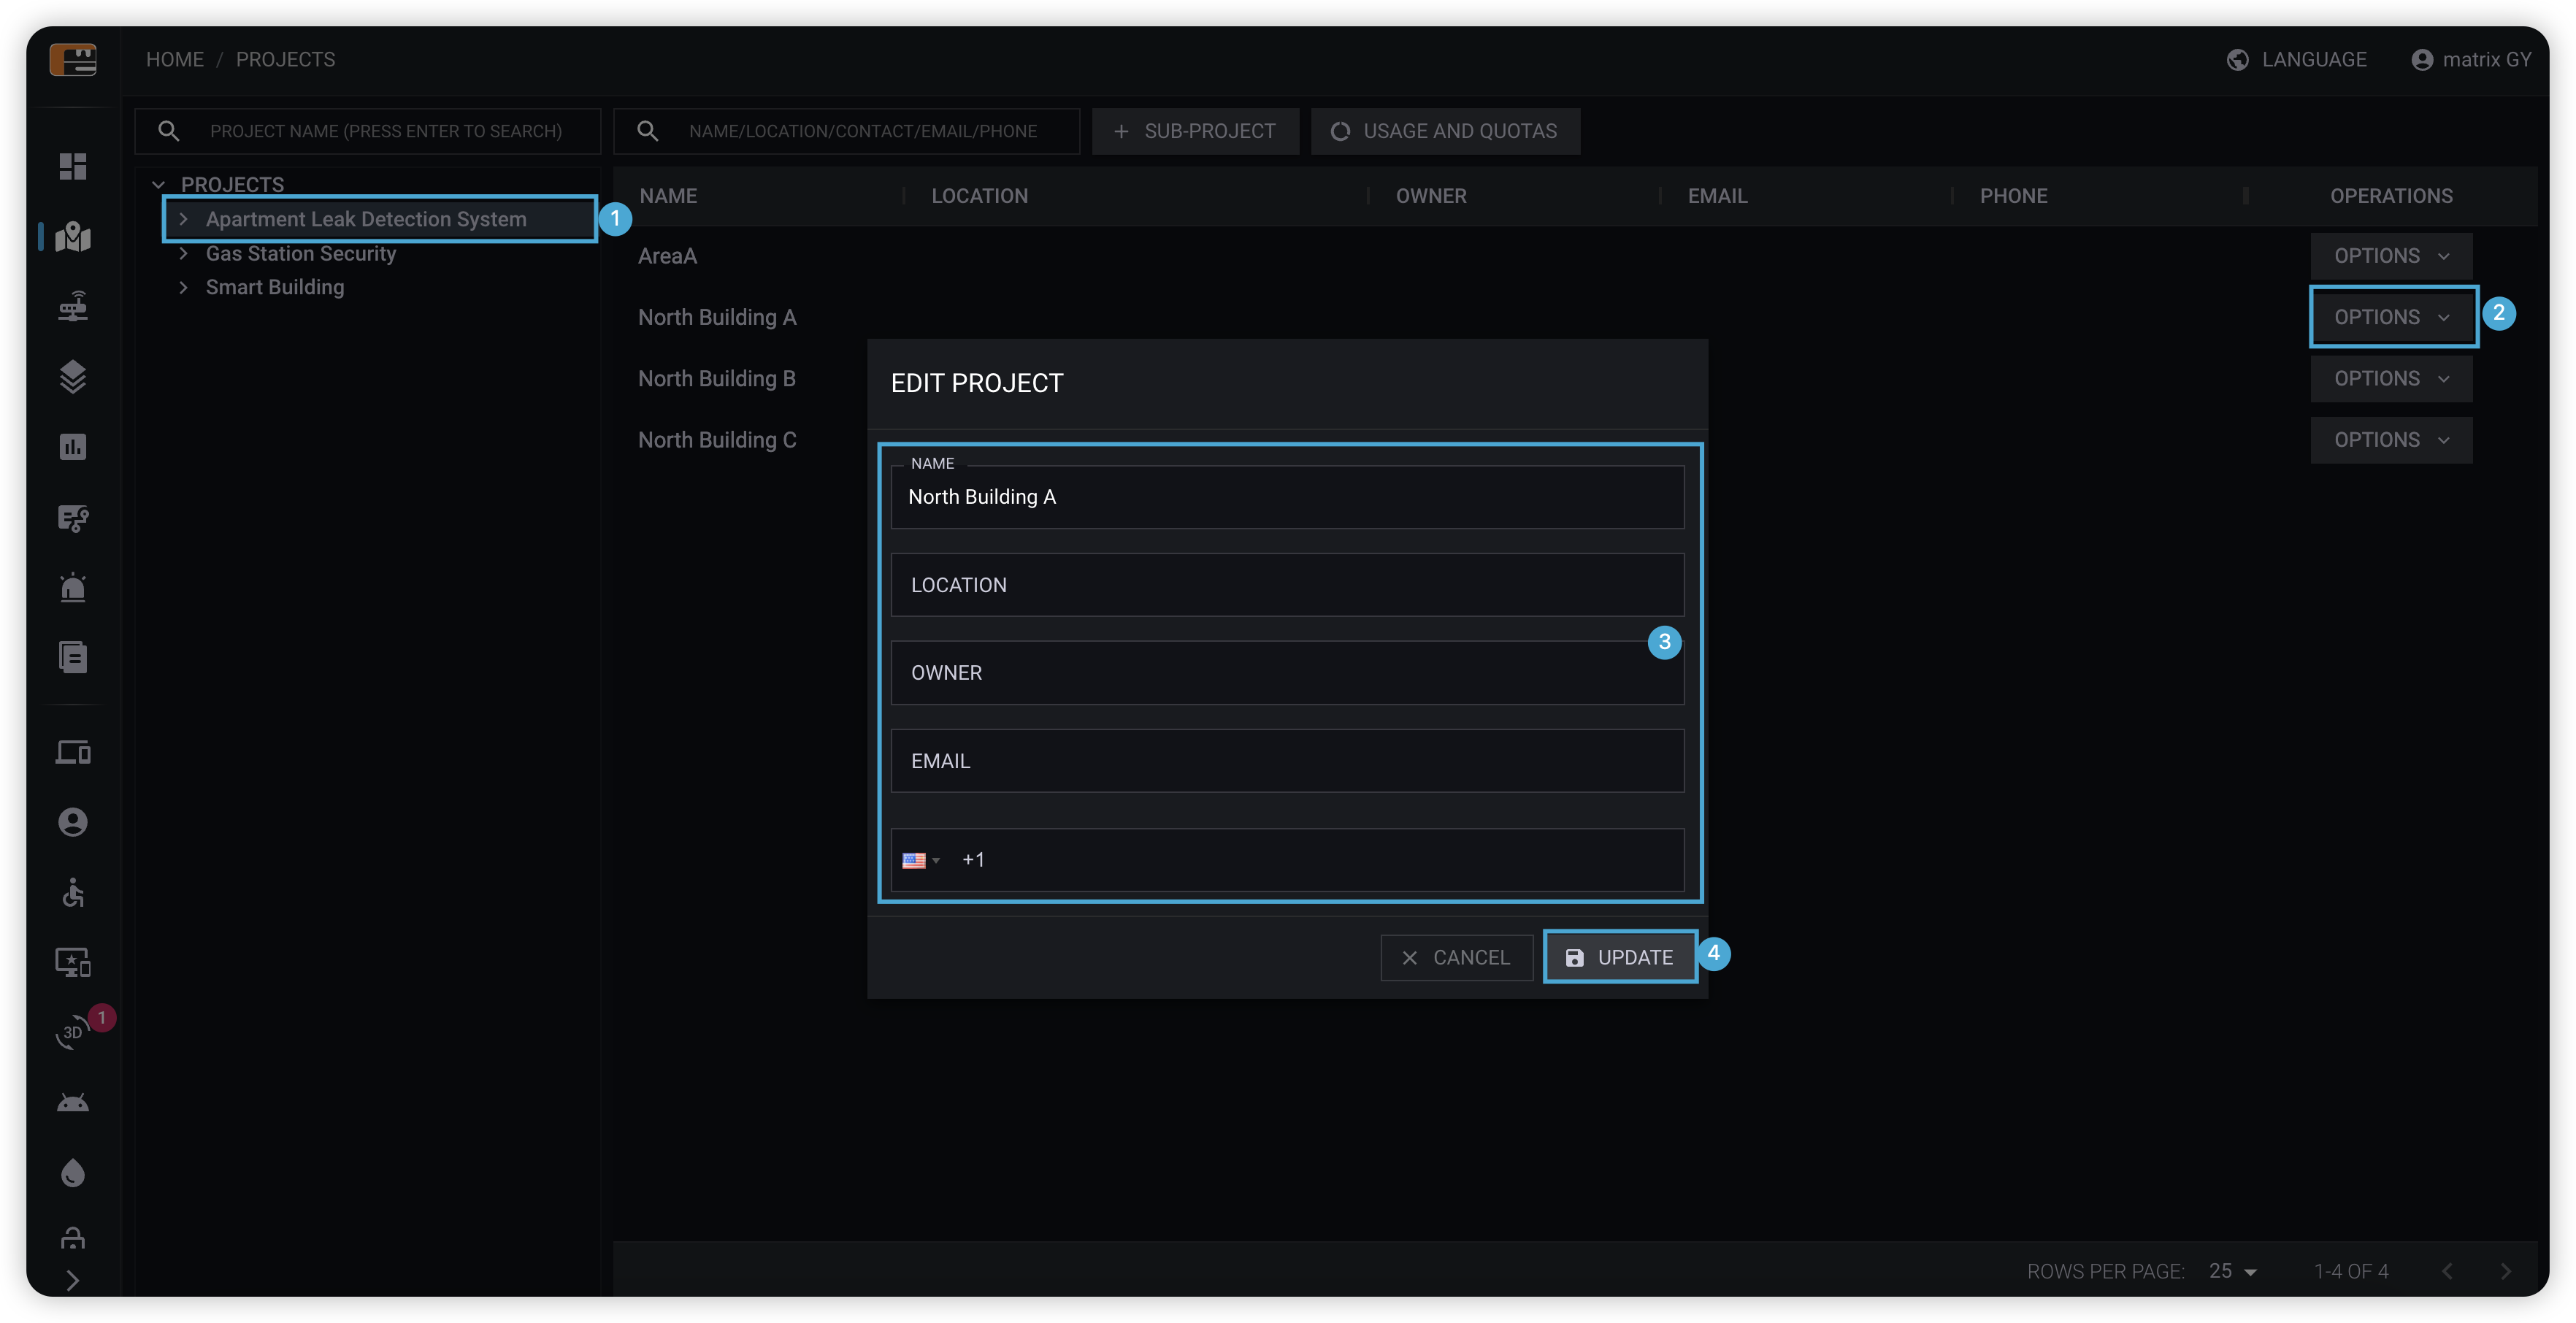 HOME / PROJECTS
LANGUAGE
matrix GY
PROJECT NAME (PRESS ENTER TO SEARCH)
NAME/LOCATION/CONTACT/EMAIL/PHONE
+ SUB-PROJECT
USAGE AND QUOTAS
PROJECTS
Apartment Leak Detection System
1
Gas Station Security
Smart Building
NAME
LOCATION
OWNER
EMAIL
PHONE
OPERATIONS
AreaA
OPTIONS
North Building A
OPTIONS
2
North Building B
OPTIONS
North Building C
OPTIONS
EDIT PROJECT
NAME
North Building A
LOCATION
3
OWNER
EMAIL
+1
CANCEL
UPDATE
4
3D
1
ROWS PER PAGE: 25
1-4 OF 4